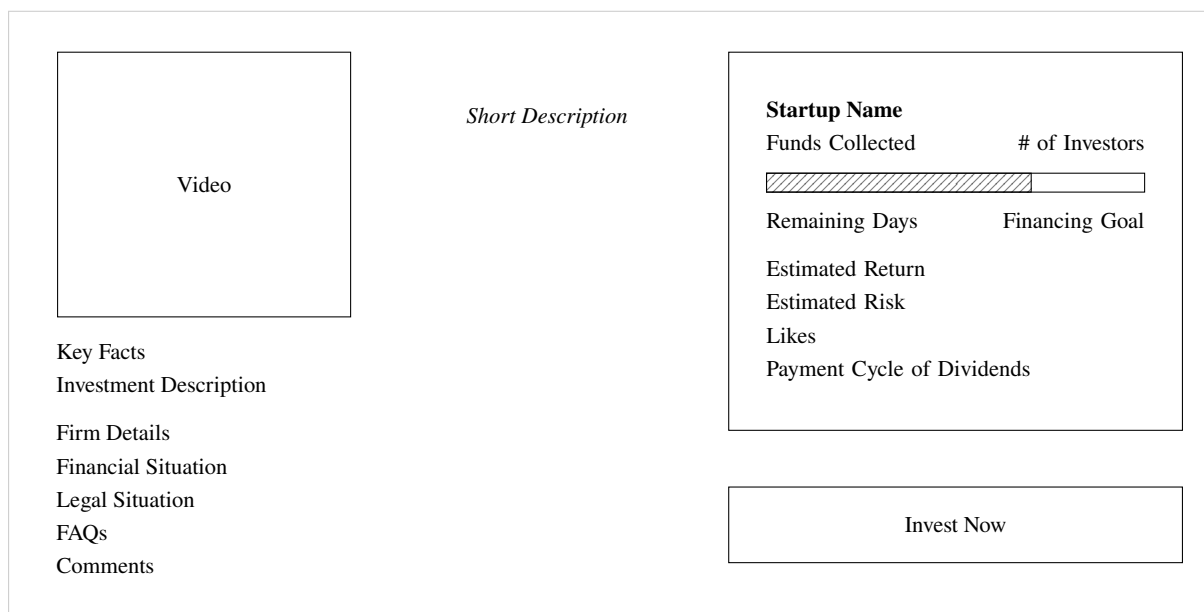 Video
Short Description
Startup Name
Funds Collected
# of Investors
Remaining Days
Financing Goal
Estimated Return
Estimated Risk
Likes
Payment Cycle of Dividends
Key Facts
Investment Description
Firm Details
Financial Situation
Legal Situation
FAQs
Comments
Invest Now